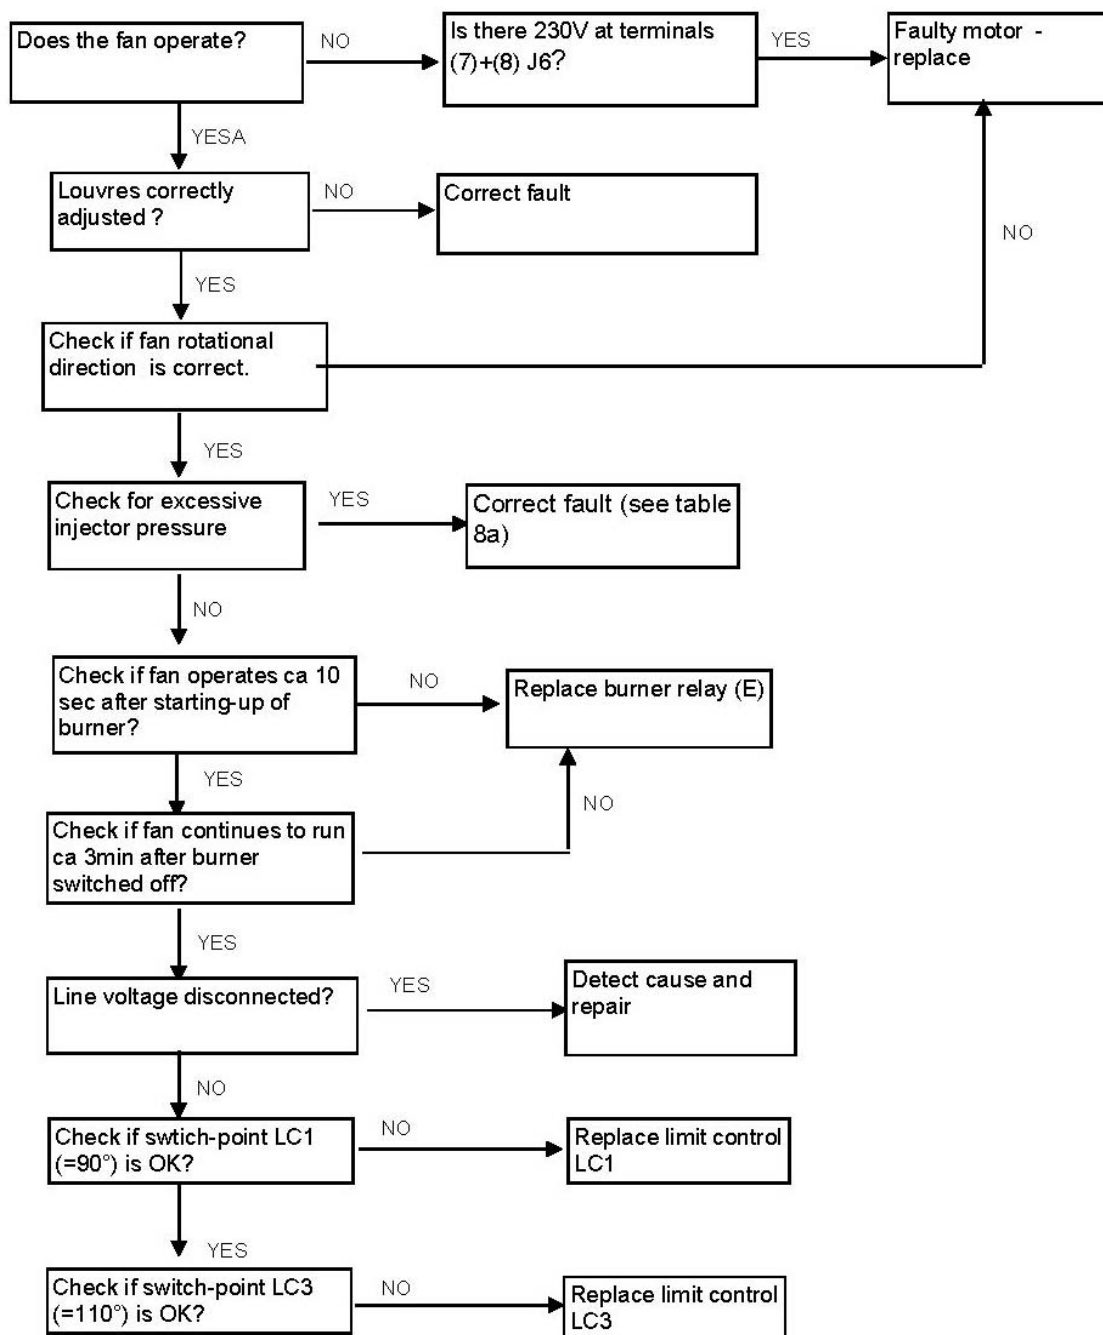 Does the fan operate?
NO
Is there 230V at terminals
(7)+(8) J6?
YES
Faulty motor -
replace
YESA
Louvres correctly
adjusted ?
NO
Correct fault
NO
YES
Check if fan rotational
direction is correct.
YES
Check for excessive
injector pressure
YES
Correct fault (see table
8a)
NO
Check if fan operates ca 10
sec after starting-up of
burner?
NO
Replace burner relay (E)
YES
NO
Check if fan continues to run
ca 3min after burner
switched off?
YES
Line voltage disconnected?
YES
Detect cause and
repair
NO
Check if swtich-point LC1
(=90°) is OK?
NO
Replace limit control
LC1
YES
Check if switch-point LC3
(=110°) is OK?
NO
Replace limit control
LC3